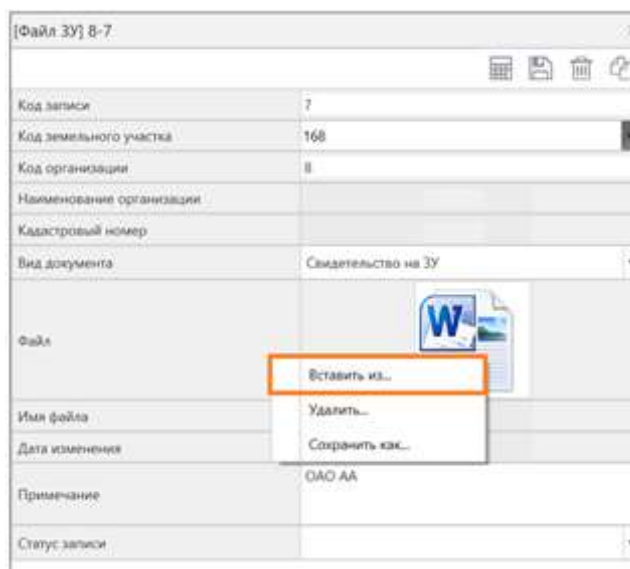 [Файл ЗУ] 8-7
Код записи 7
Код земельного участка 168
Код организации 8
Наименование организации
Кадастровый номер
Вид документа Свидетельство на ЗУ
W
Файл
Вставить из...
Имя файла Удалить...
Дата изменения Сохранить как...
ОАО АА
Примечание
Статус записи